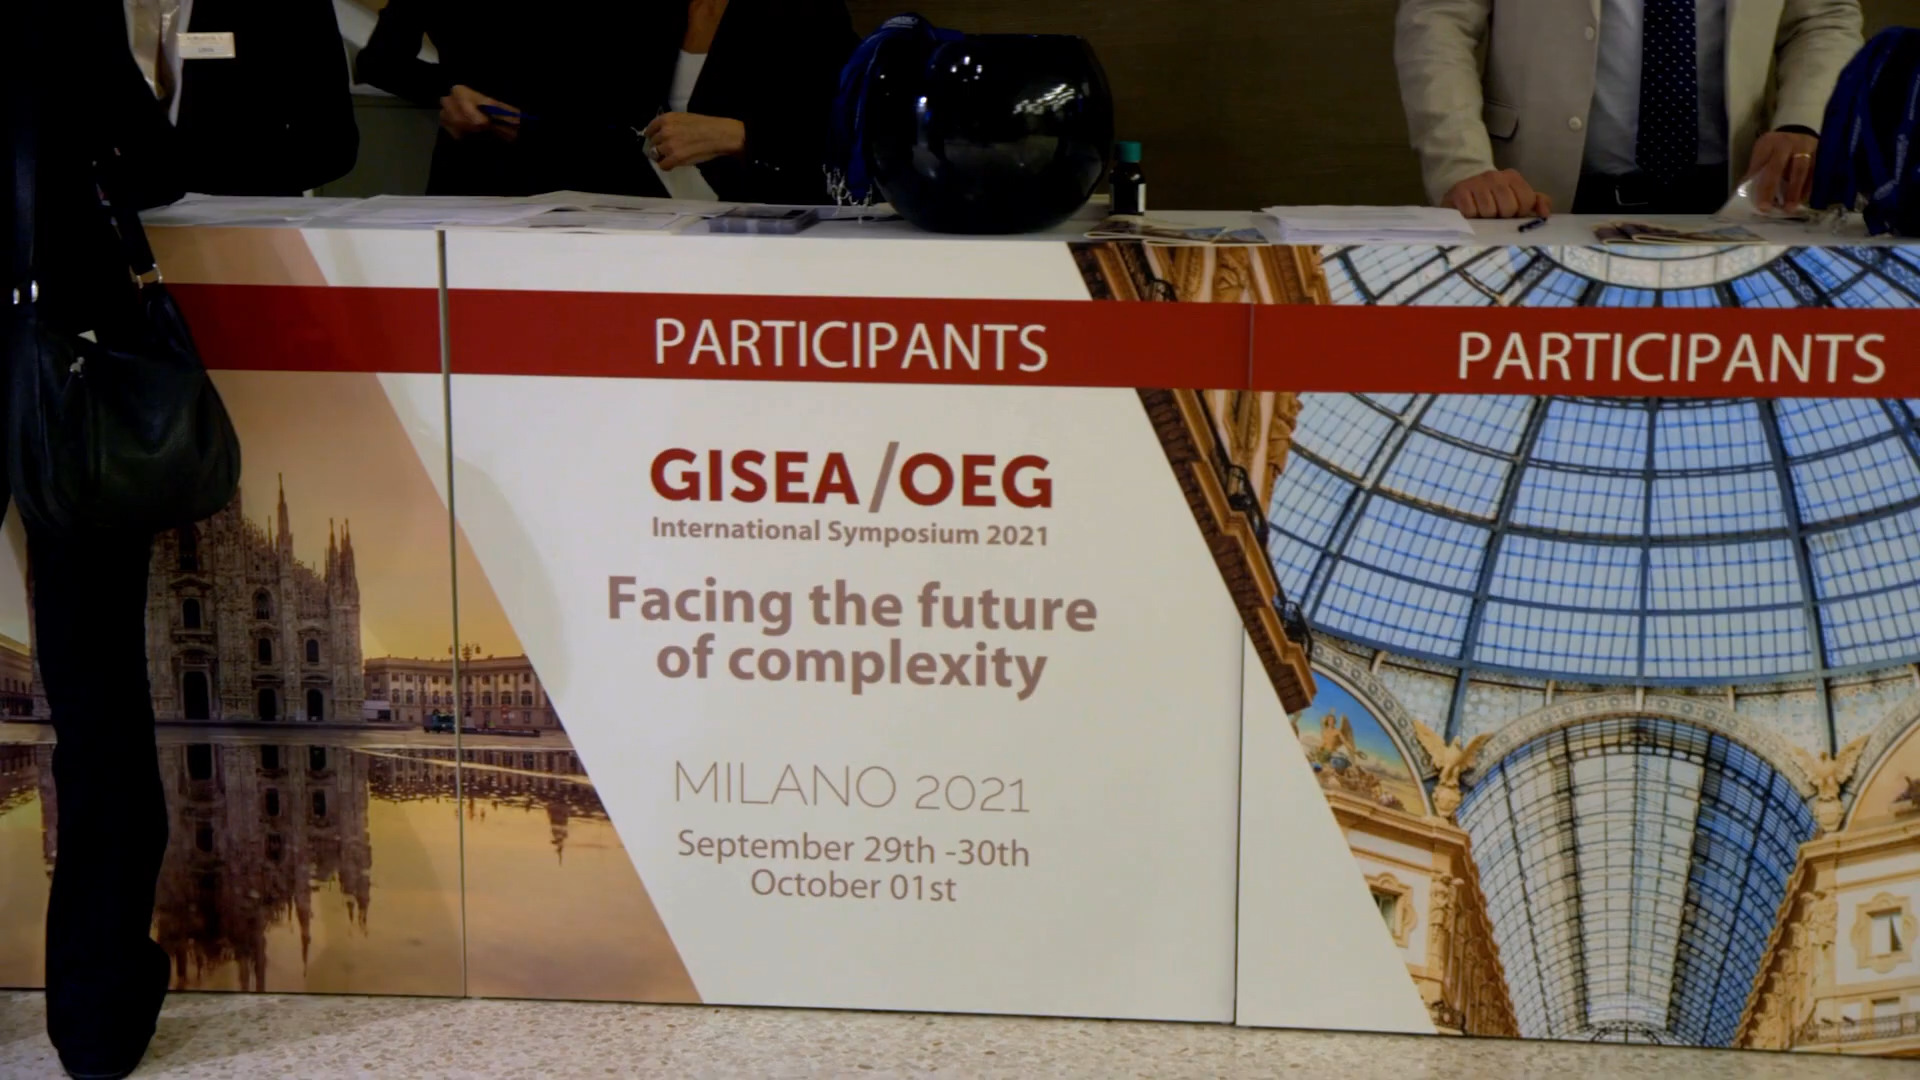 PARTICIPANTS
PARTICIPANTS
GISEA/OEG
International Symposium 2021
Facing the future
of complexity
MILANO 2021
September 29th -30th
October 01st